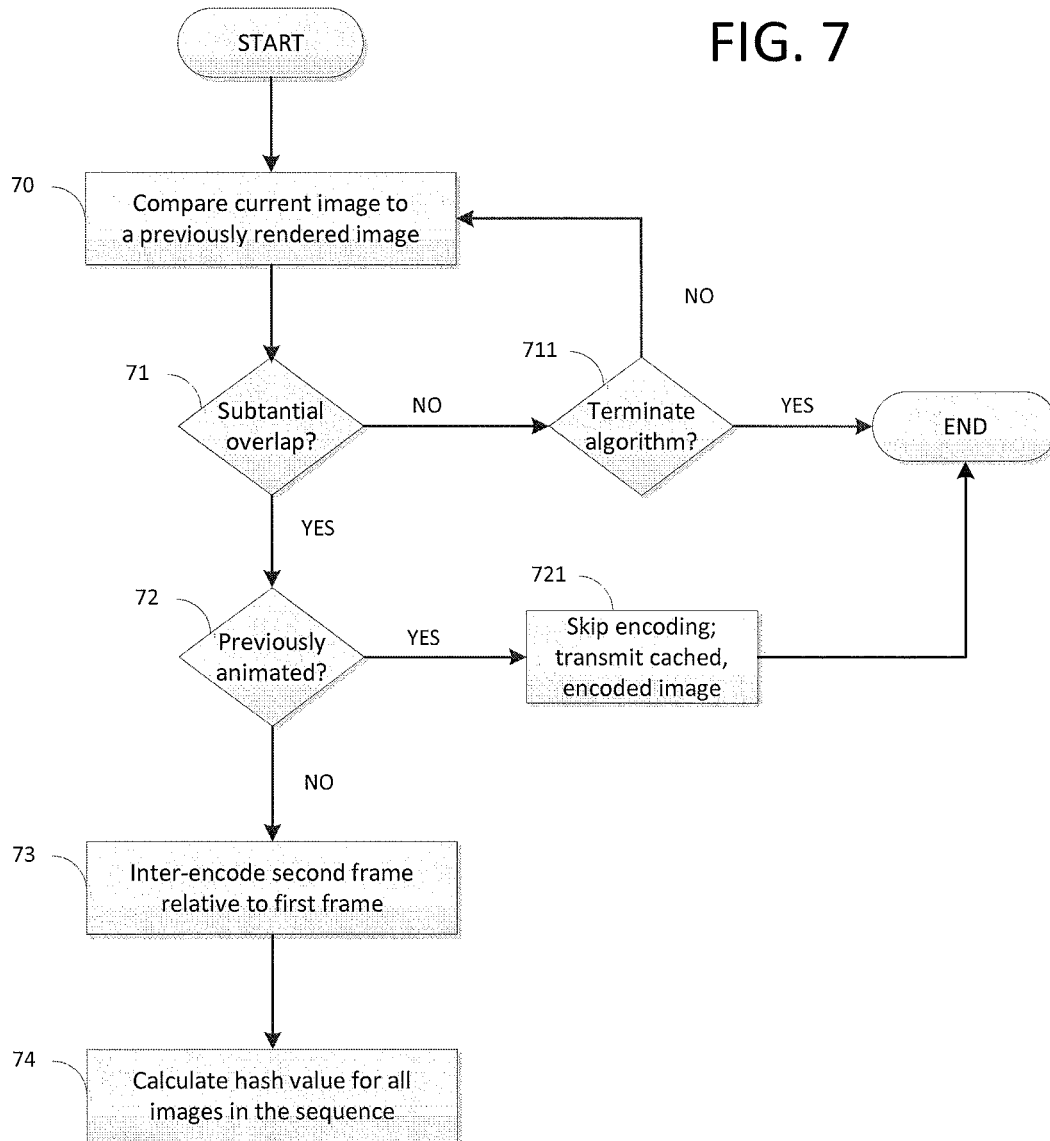 FIG. 7
START
70
Compare current image to
a previously rendered image
NO
71
Subtantial
overlap?
NO
711
Terminate
algorithm?
YES
END
YES
72
Previously
animated?
YES
721
Skip encoding;
transmit cached,
encoded image
NO
73
Inter-encode second frame
relative to first frame
74
Calculate hash value for all
images in the sequence